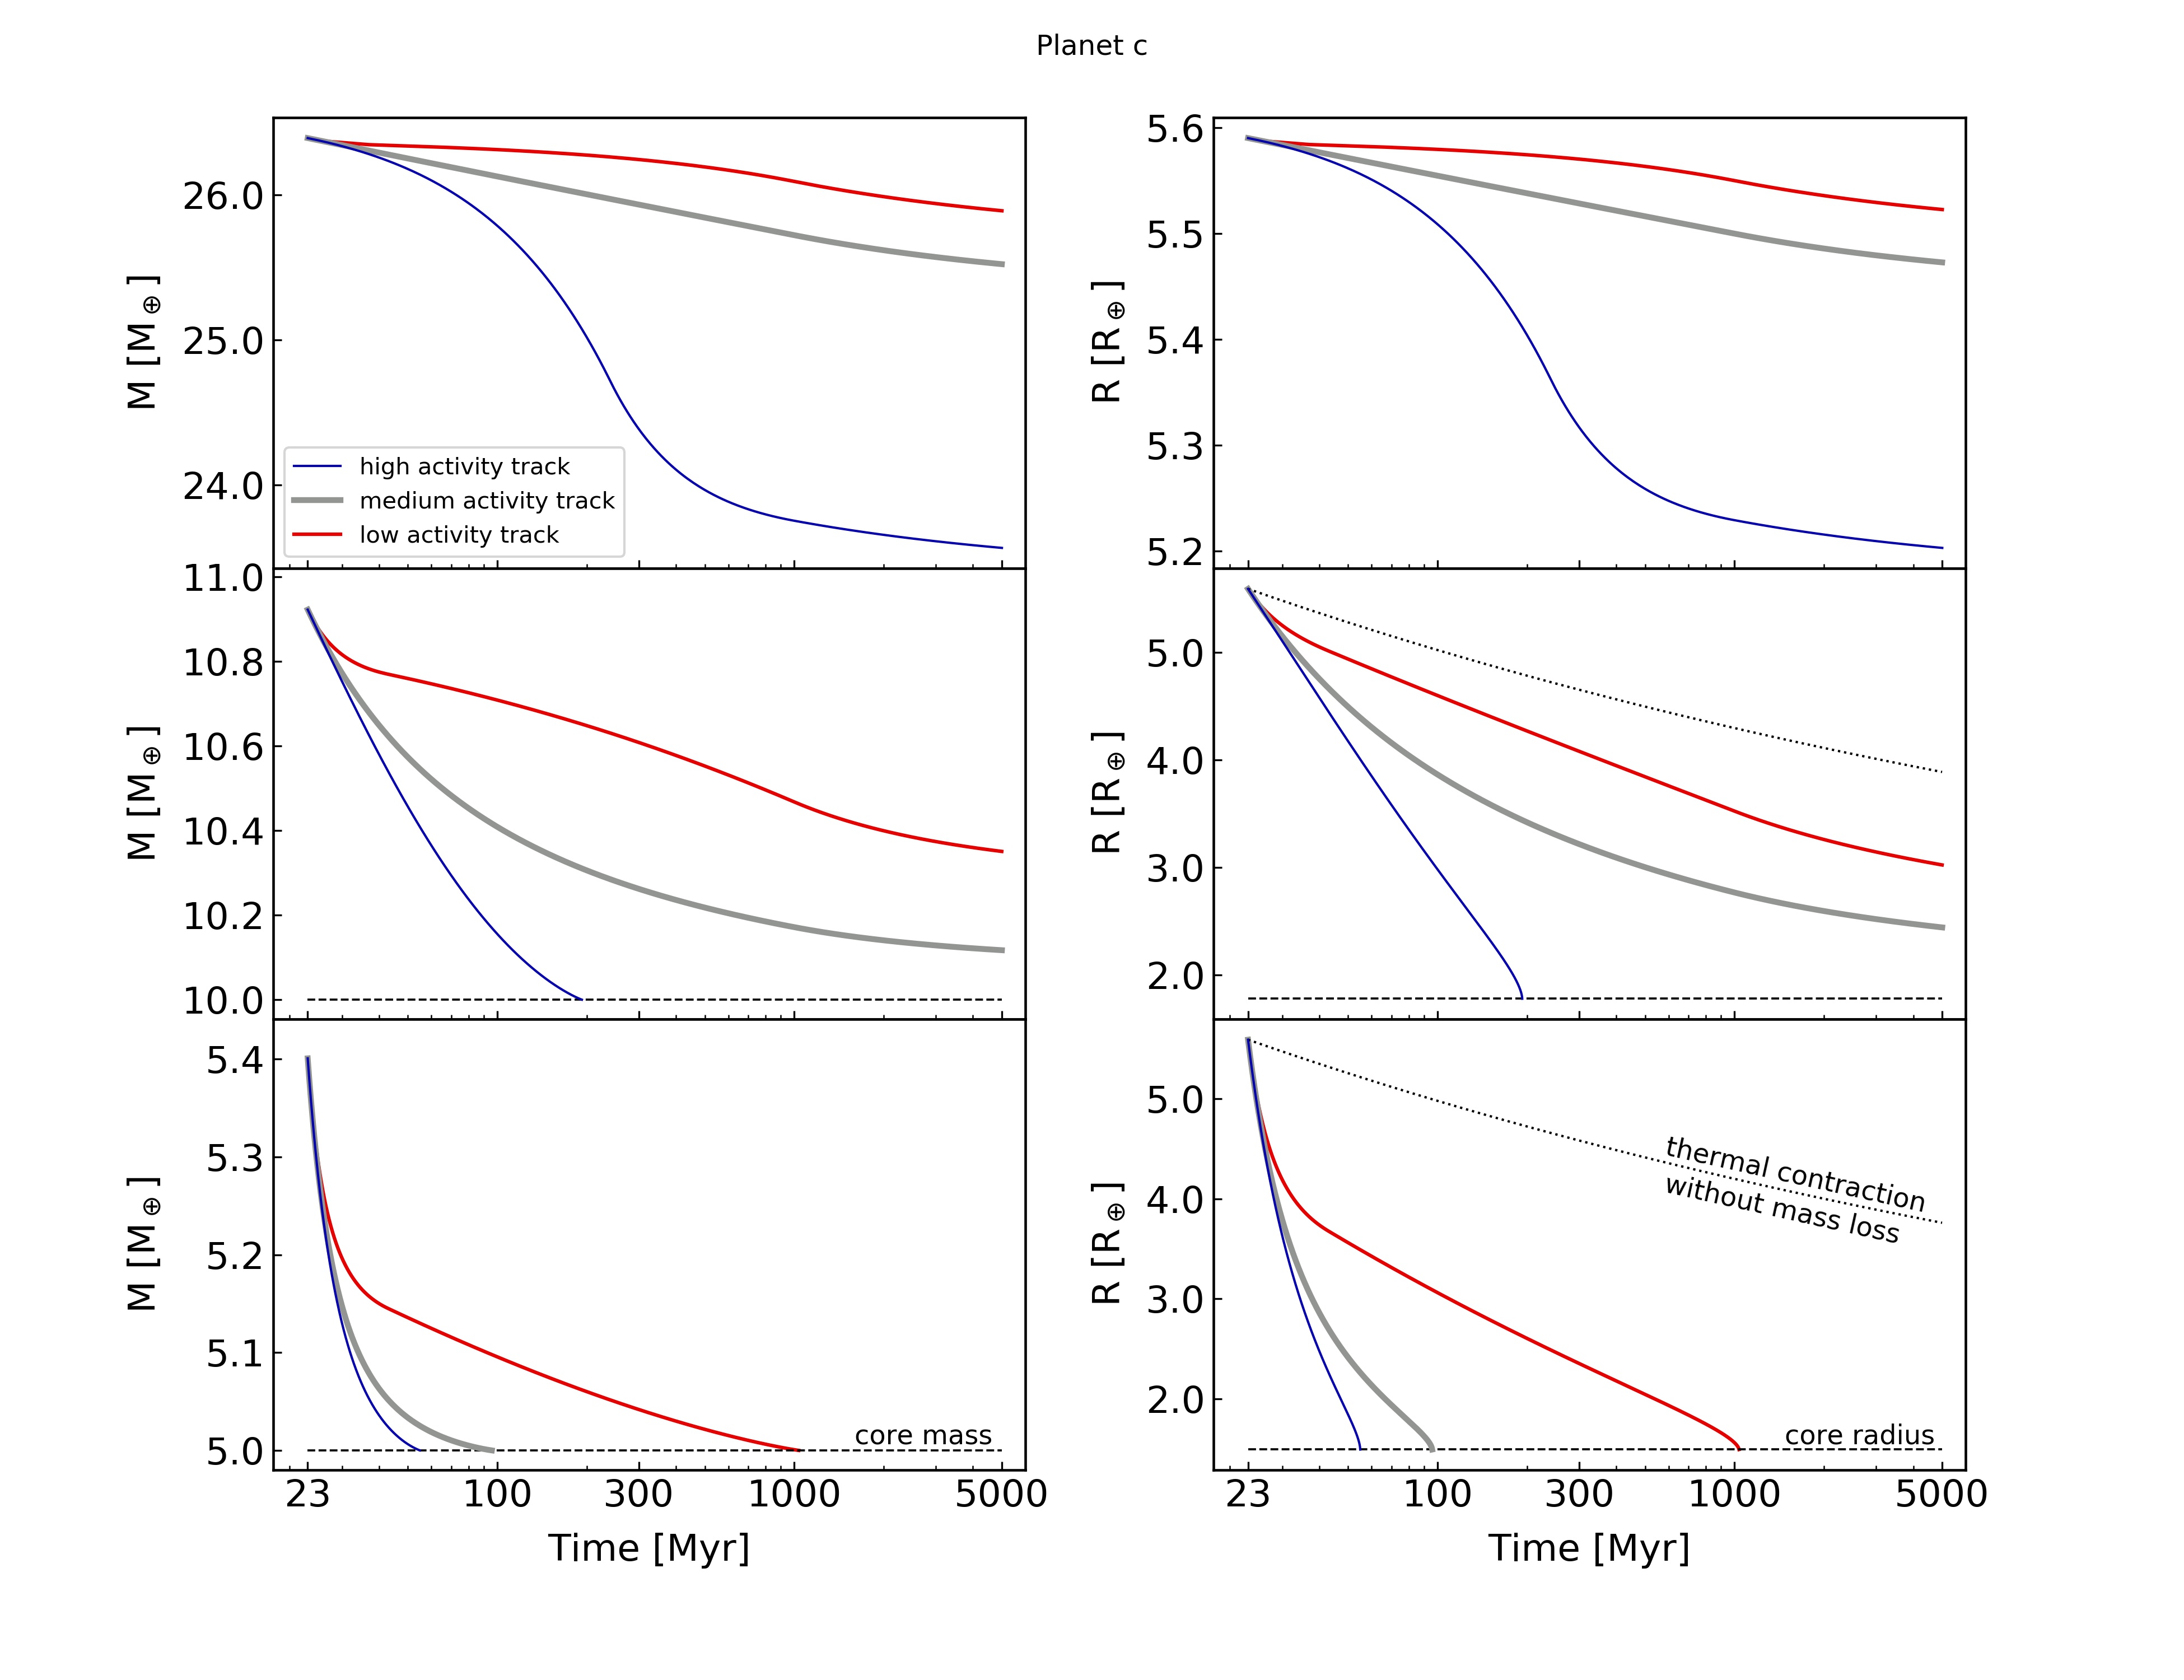 Planet c
M [M⊕]
26.0
25.0
24.0
high activity track
medium activity track
low activity track
R [R⊕]
5.6
5.5
5.4
5.3
5.2
M [M⊕]
11.0
10.8
10.6
10.4
10.2
10.0
R [R⊕]
5.0
4.0
3.0
2.0
M [M⊕]
5.4
5.3
5.2
5.1
5.0
core mass
23 100 300 1000 5000
Time [Myr]
R [R⊕]
5.0
4.0
3.0
2.0
thermal contraction
without mass loss
core radius
23 100 300 1000 5000
Time [Myr]